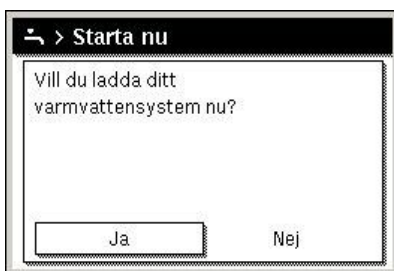 > Starta nu
Vill du ladda ditt
varmvattensystem nu?
Ja
Nej